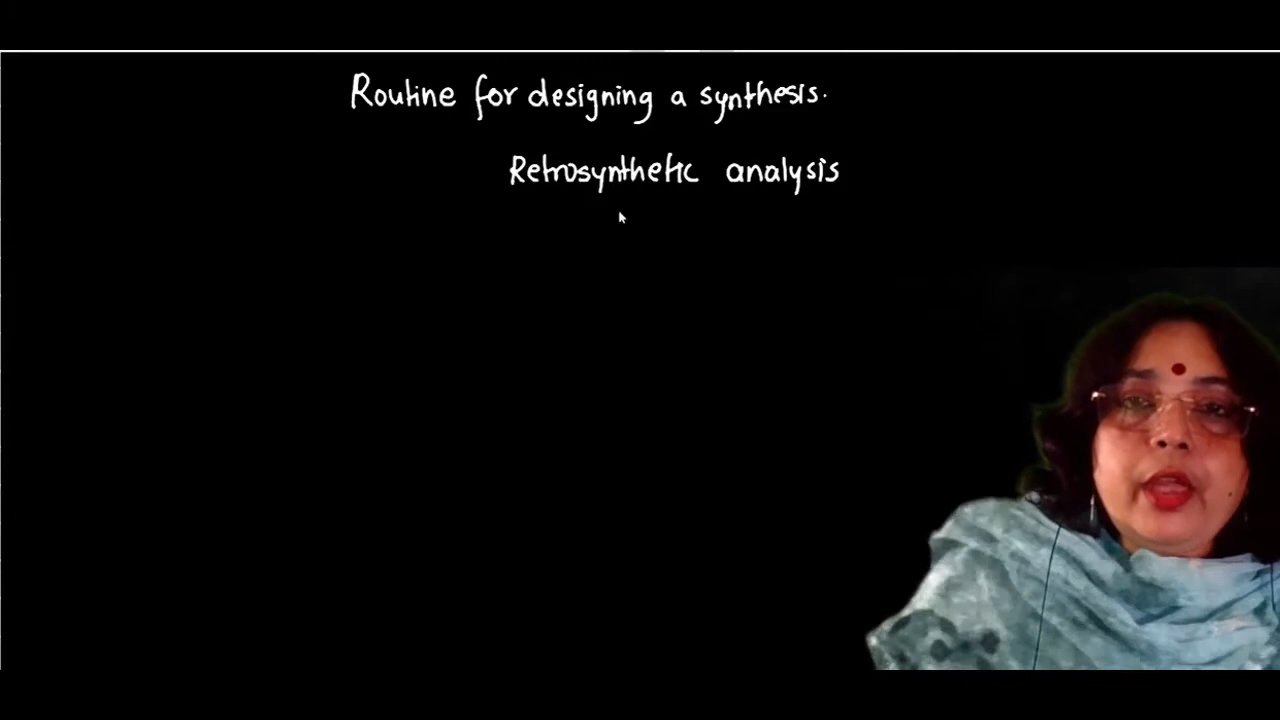 Routine for designing a synthesis.
Retrosynthetic analysis